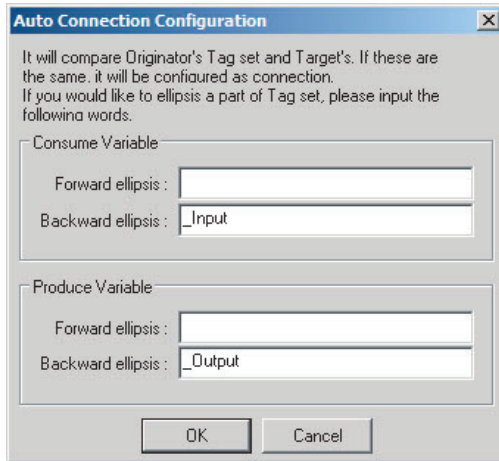 Auto Connection Configuration
It will compare Originator's Tag set and Target's. If these are
the same. it will be configured as connection.
If you would like to ellipsis a part of Tag set, please input the
following words.
Consume Variable
Forward ellipsis :
Backward ellipsis : _Input
Produce Variable
Forward ellipsis :
Backward ellipsis : _Output
OK Cancel